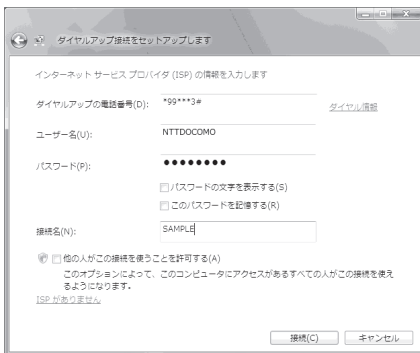 ダイヤルアップ接続をセットアップします
インターネット サービス プロバイダ (ISP) の情報を入力します
ダイヤルアップの電話番号(D): *99***3# ダイヤル情報
ユーザー名(U): NTTDOCOMO
パスワード(P): ●●●●●●●●
パスワードの文字を表示する(S)
このパスワードを記憶する(R)
接続名(N): SAMPLE
他の人がこの接続を使うことを許可する(A)
このオプションによって、このコンピュータにアクセスがあるすべての人がこの接続を使え
るようになります。
ISP がありません
接続(C) キャンセル